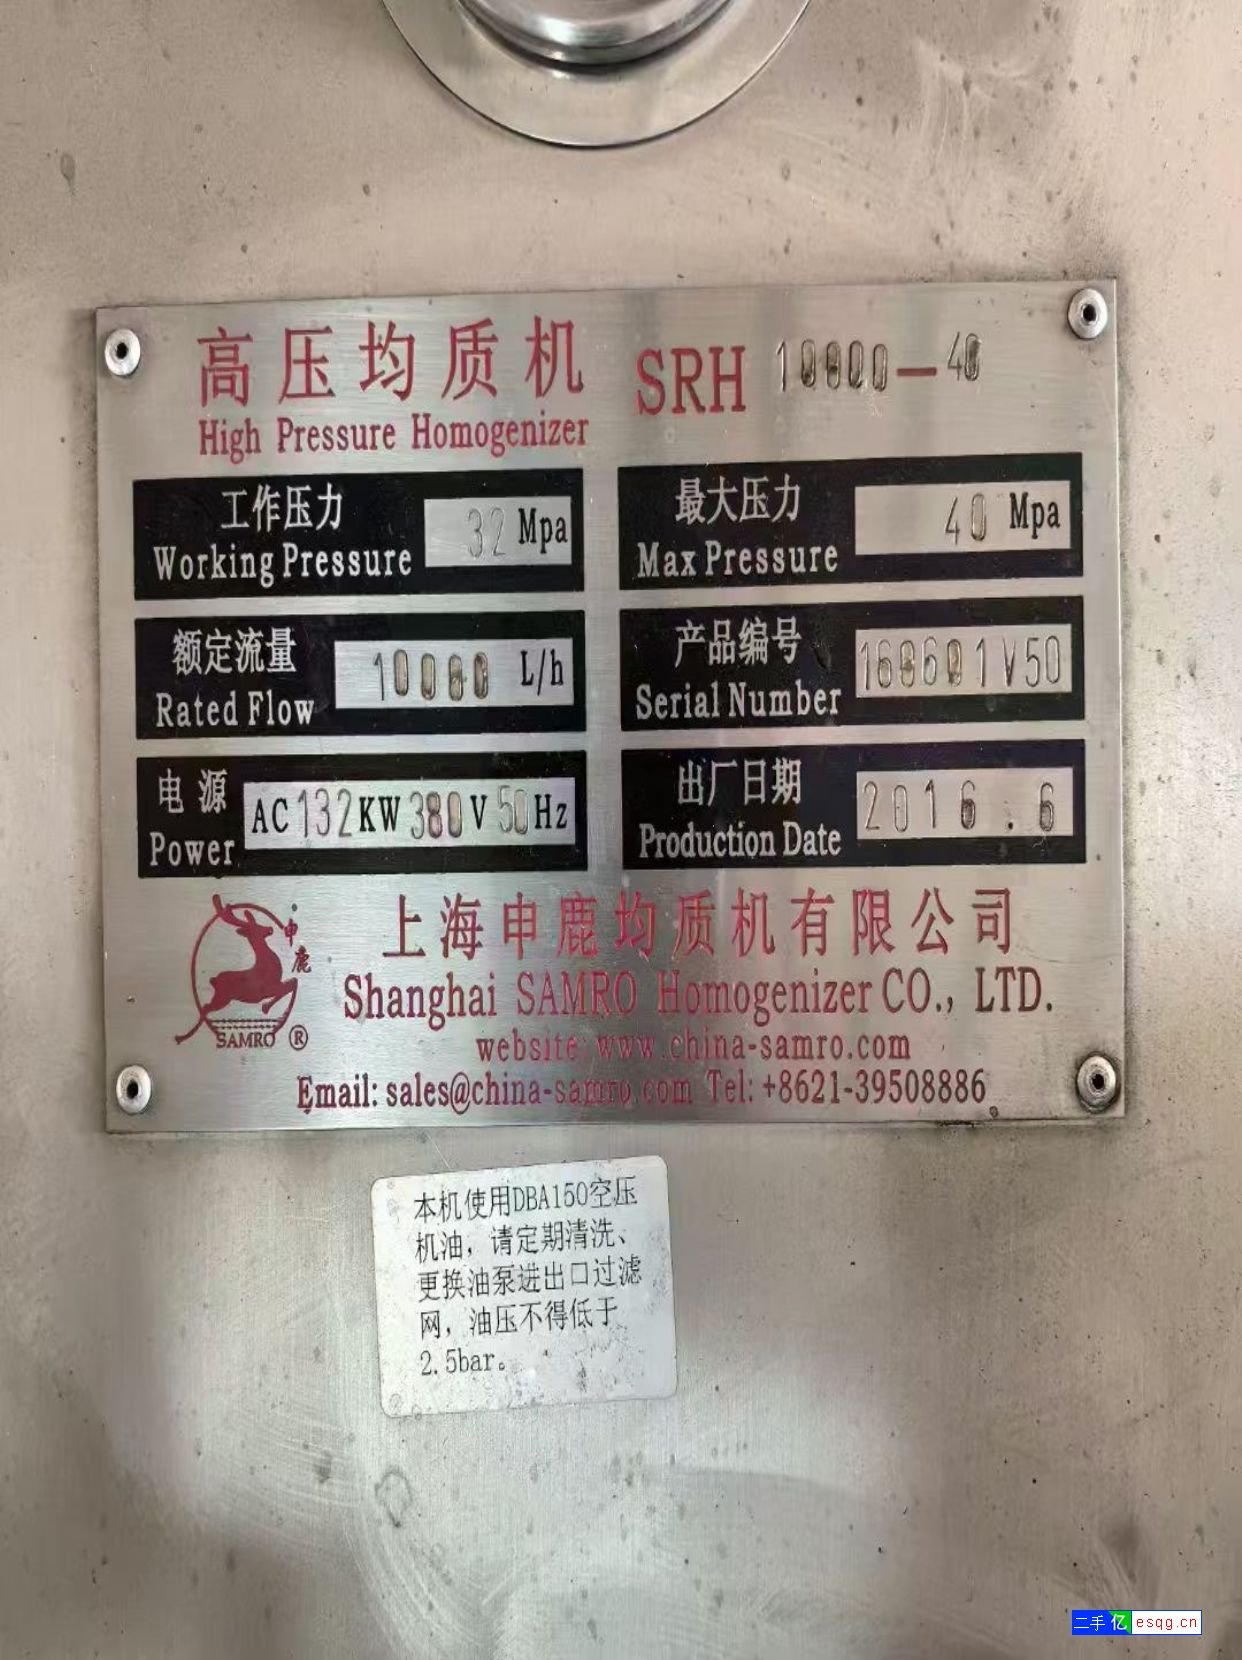 高压均质机 SRH 10000-40
High Pressure Homogenizer
工作压力 32 Mpa
Working Pressure
最大压力 40 Mpa
Max Pressure
额定流量 10000 L/h
Rated Flow
产品编号 160601V50
Serial Number
电源 AC 132 KW 380 V 50 Hz
Power
出厂日期 2016.6
Production Date
申鹿
SAMRO ®
上海申鹿均质机有限公司
Shanghai SAMRO Homogenizer CO., LTD.
website: www.china-samro.com
Email: sales@china-samro.com Tel: +8621-39508886
本机使用DBA150空压
机油，请定期清洗、
更换油泵进出口过滤
网，油压不得低于
2.5bar。
二手亿 esqg.cn